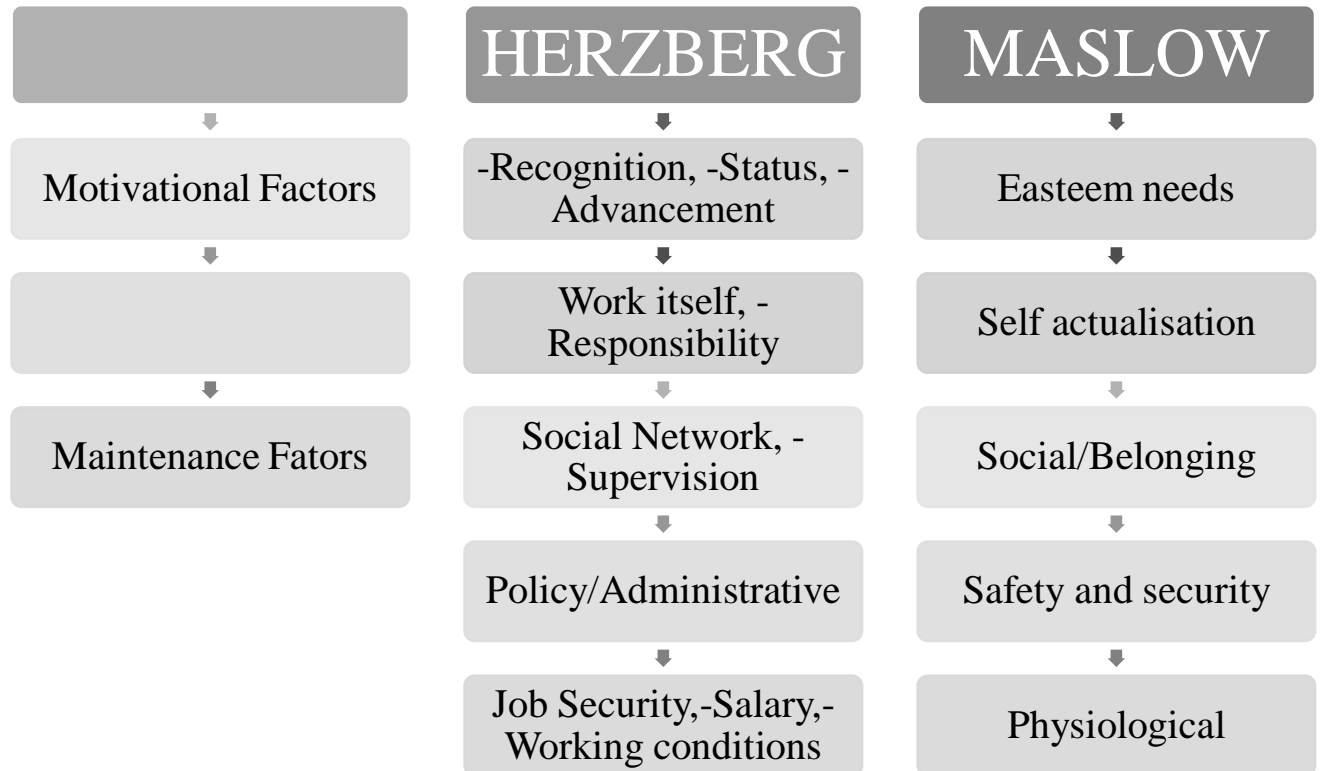 HERZBERG
MASLOW
Motivational Factors
-Recognition, -Status, -
Advancement
Easteem needs
Work itself, -
Responsibility
Self actualisation
Maintenance Fators
Social Network, -
Supervision
Social/Belonging
Policy/Administrative
Safety and security
Job Security,-Salary,-
Working conditions
Physiological